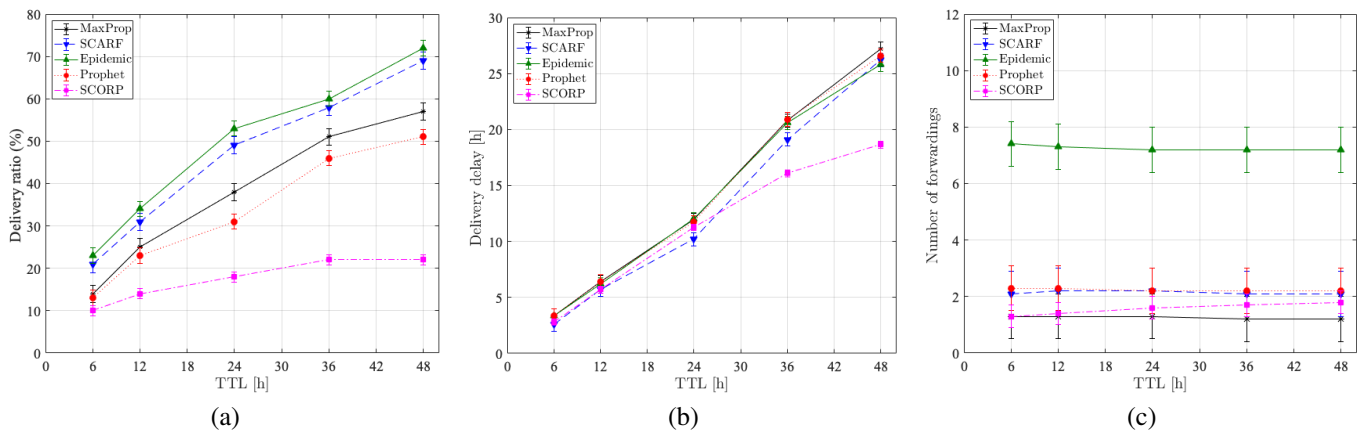 MaxProp
SCARF
Epidemic
Prophet
SCORP
Delivery ratio (%)
80
70
60
50
40
30
20
10
0
0 6 12 18 24 30 36 42 48
TTL [h]
(a)
MaxProp
SCARF
Epidemic
Prophet
SCORP
Delivery delay [h]
30
25
20
15
10
5
0
0 6 12 18 24 30 36 42 48
TTL [h]
(b)
MaxProp
SCARF
Epidemic
Prophet
SCORP
Number of forwardings
12
10
8
6
4
2
0
0 6 12 18 24 30 36 42 48
TTL [h]
(c)